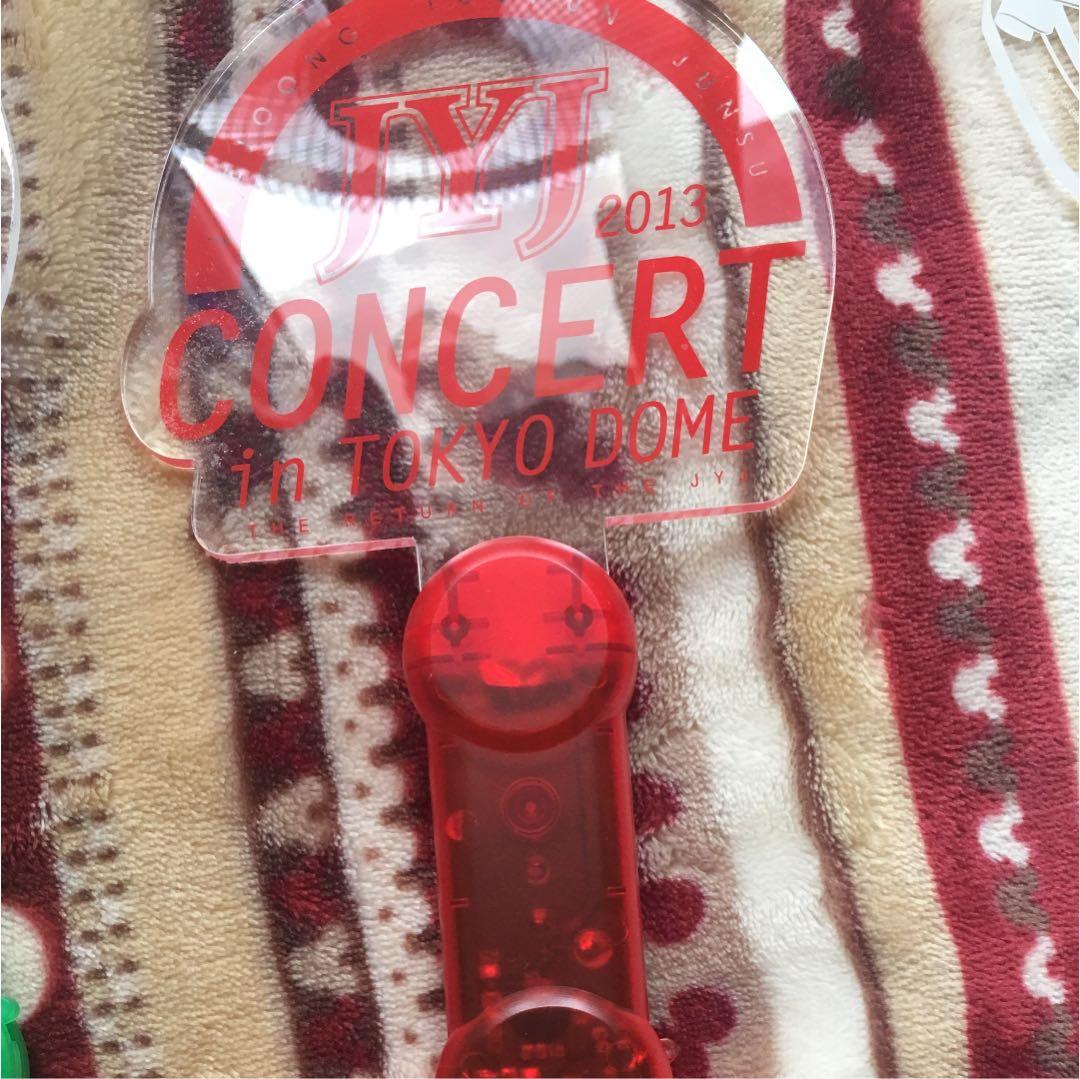 JUNSU
JYJ
2013
CONCERT
in TOKYO DOME
THE RETURN OF THE JYJ